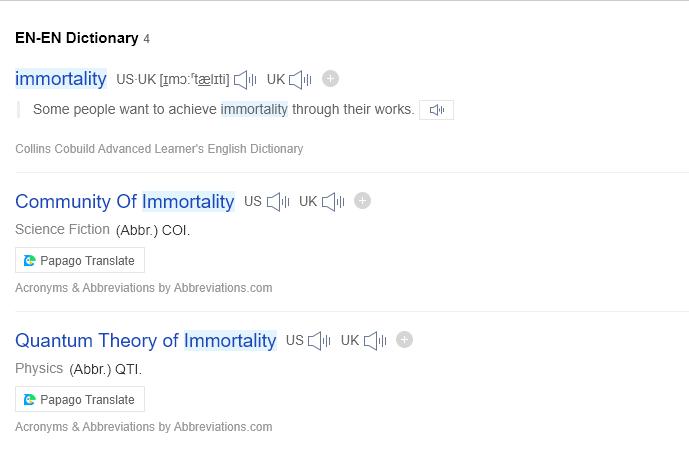 EN-EN Dictionary 4
immortality US·UK [ɪmɔːˈtælɪti] UK
Some people want to achieve immortality through their works.
Collins Cobuild Advanced Learner's English Dictionary
Community Of Immortality US UK
Science Fiction (Abbr.) COI.
Papago Translate
Acronyms & Abbreviations by Abbreviations.com
Quantum Theory of Immortality US UK
Physics (Abbr.) QTI.
Papago Translate
Acronyms & Abbreviations by Abbreviations.com